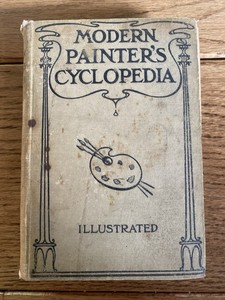 MODERN
PAINTER'S
CYCLOPEDIA
ILLUSTRATED